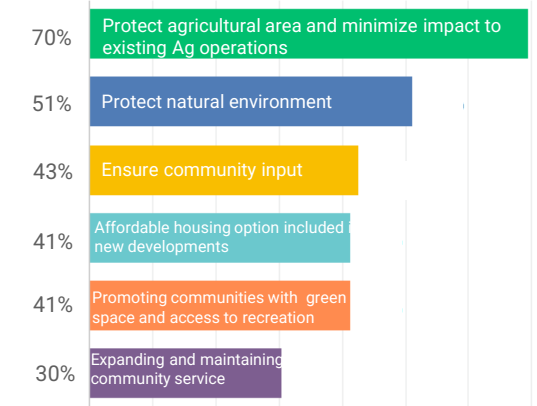 70%
Protect agricultural area and minimize impact to
existing Ag operations
51%
Protect natural environment
43%
Ensure community input
41%
Affordable housing option included i
new developments
41%
Promoting communities with green
space and access to recreation
30%
Expanding and maintaining
community service